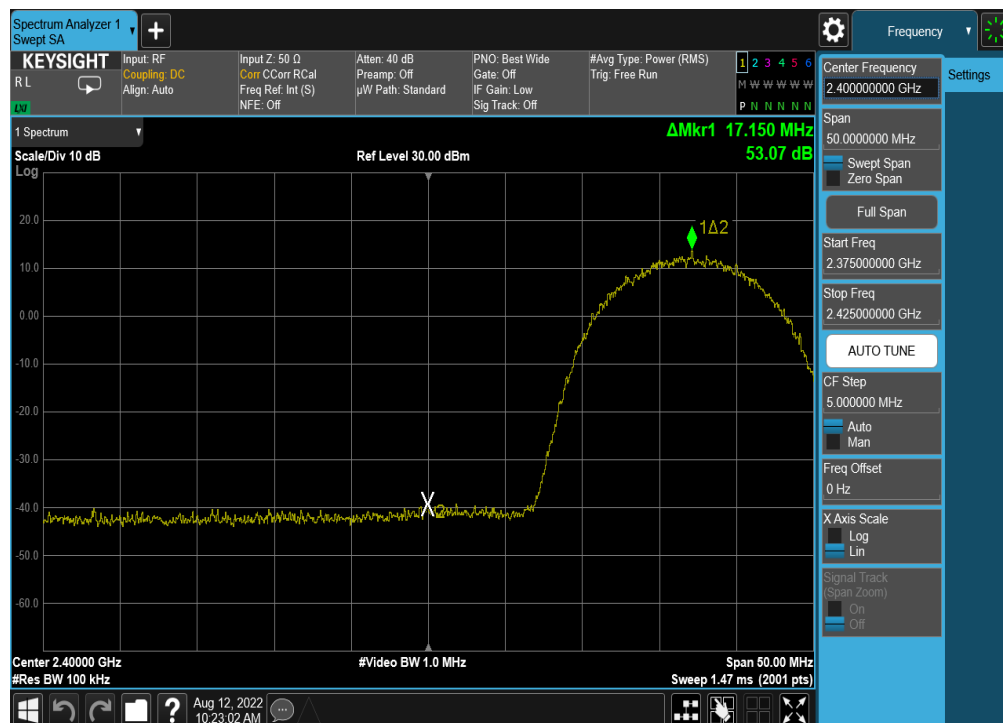 Spectrum Analyzer 1
Swept SA
Frequency
KEYSIGHT
R L
LXI
Input: RF
Coupling: DC
Align: Auto
Input Z: 50 Ω
Corr CCorr RCal
Freq Ref: Int (S)
NFE: Off
Atten: 40 dB
Preamp: Off
µW Path: Standard
PNO: Best Wide
Gate: Off
IF Gain: Low
Sig Track: Off
#Avg Type: Power (RMS)
Trig: Free Run
1 2 3 4 5 6
M W W W W W
P N N N N N
1 Spectrum
ΔMkr1 17.150 MHz
53.07 dB
Scale/Div 10 dB
Ref Level 30.00 dBm
Log
20.0
10.0
0.00
-10.0
-20.0
-30.0
-40.0
-50.0
-60.0
1Δ2
X2
Center 2.40000 GHz
#Video BW 1.0 MHz
Span 50.00 MHz
#Res BW 100 kHz
Sweep 1.47 ms (2001 pts)
Aug 12, 2022
10:23:02 AM
?
Center Frequency
2.400000000 GHz
Settings
Span
50.0000000 MHz
Swept Span
Zero Span
Full Span
Start Freq
2.375000000 GHz
Stop Freq
2.425000000 GHz
AUTO TUNE
CF Step
5.000000 MHz
Auto
Man
Freq Offset
0 Hz
X Axis Scale
Log
Lin
Signal Track
(Span Zoom)
On
Off